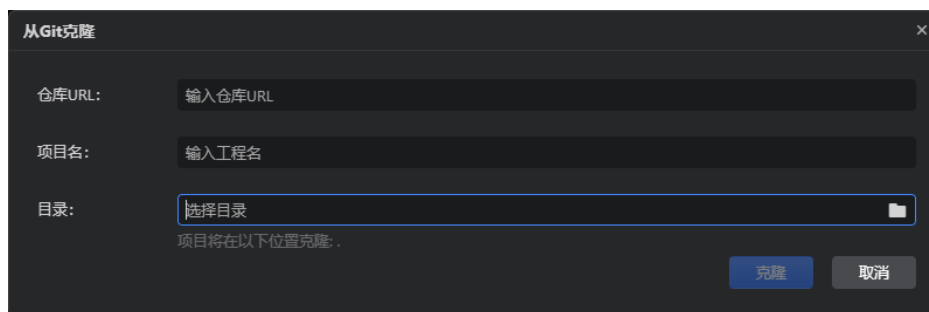 从Git克隆 ×
仓库URL: 输入仓库URL
项目名: 输入工程名
目录: 选择目录
项目将在以下位置克隆: .
克隆 取消